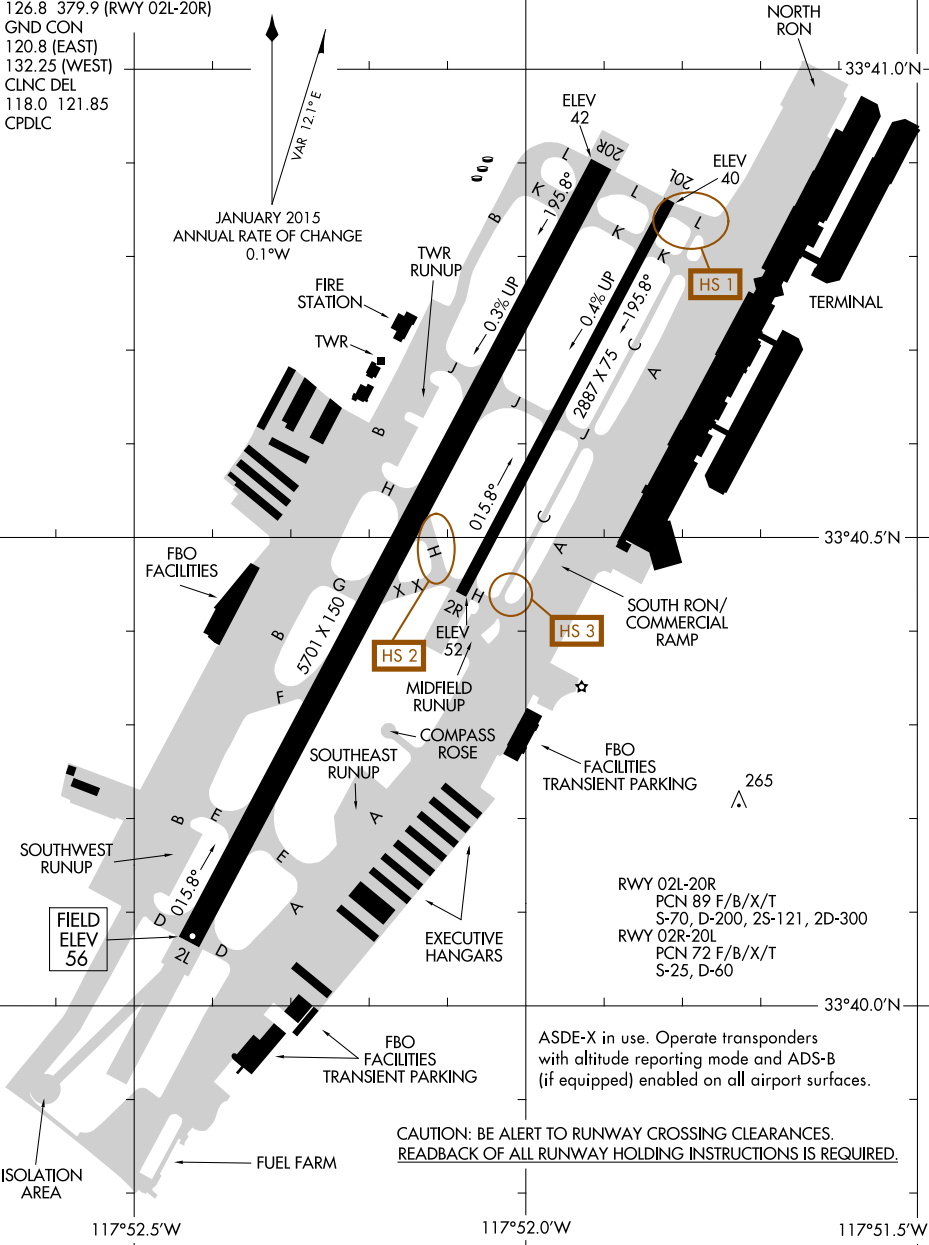 126.8 379.9 (RWY 02L-20R)
GND CON
120.8 (EAST)
132.25 (WEST)
CLNC DEL
118.0 121.85
CPDLC
VAR 12.1° E
JANUARY 2015
ANNUAL RATE OF CHANGE
0.1°W
NORTH
RON
33°41.0'N
ELEV
42
20R
L
K
B
195.8°
L
20L
ELEV
40
L
K
K
HS 1
TWR
RUNUP
FIRE
STATION
TWR
0.3% UP
0.4% UP
195.8°
TERMINAL
J
J
2887 X 75
C
A
J
B
H
015.8°
C
A
33°40.5'N
H
FBO
FACILITIES
G
X
X
2R
H
ELEV
52
HS 2
HS 3
SOUTH RON/
COMMERCIAL
RAMP
5701 X 150
B
F
MIDFIELD
RUNUP
COMPASS
ROSE
SOUTHEAST
RUNUP
FBO
FACILITIES
TRANSIENT PARKING
265
B
E
A
SOUTHWEST
RUNUP
E
015.8°
A
FIELD
ELEV
56
D
2L
D
EXECUTIVE
HANGARS
RWY 02L-20R
PCN 89 F/B/X/T
S-70, D-200, 2S-121, 2D-300
RWY 02R-20L
PCN 72 F/B/X/T
S-25, D-60
33°40.0'N
FBO
FACILITIES
TRANSIENT PARKING
ASDE-X in use. Operate transponders
with altitude reporting mode and ADS-B
(if equipped) enabled on all airport surfaces.
CAUTION: BE ALERT TO RUNWAY CROSSING CLEARANCES.
READBACK OF ALL RUNWAY HOLDING INSTRUCTIONS IS REQUIRED.
FUEL FARM
ISOLATION
AREA
117°52.5'W
117°52.0'W
117°51.5'W